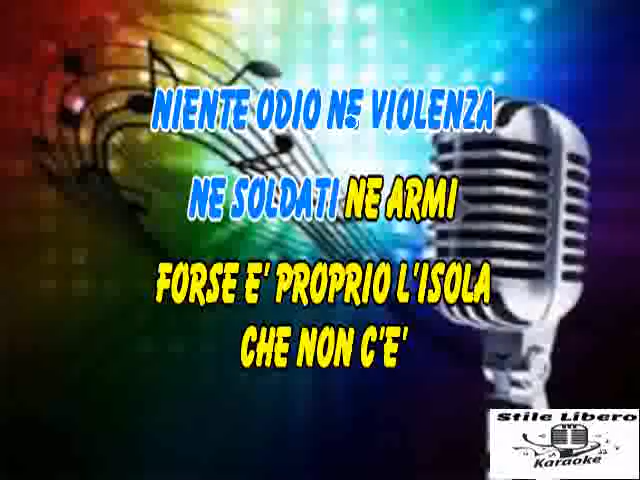 NIENTE ODIO NE VIOLENZA
NE SOLDATI NE ARMI
FORSE E' PROPRIO L'ISOLA
CHE NON C'E'
Stile Libero
Karaoke